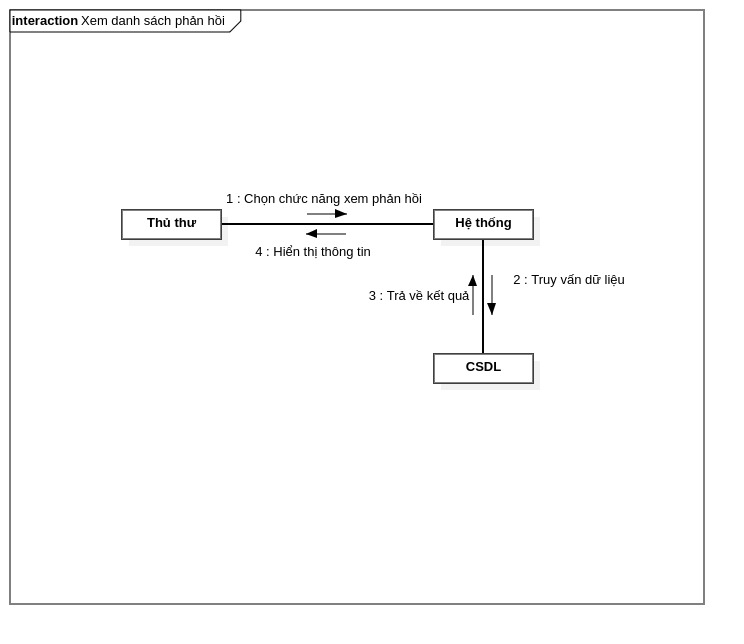 interaction Xem danh sách phản hồi
1 : Chọn chức năng xem phản hồi
Thủ thư
Hệ thống
4 : Hiển thị thông tin
2 : Truy vấn dữ liệu
3 : Trả về kết quả
CSDL